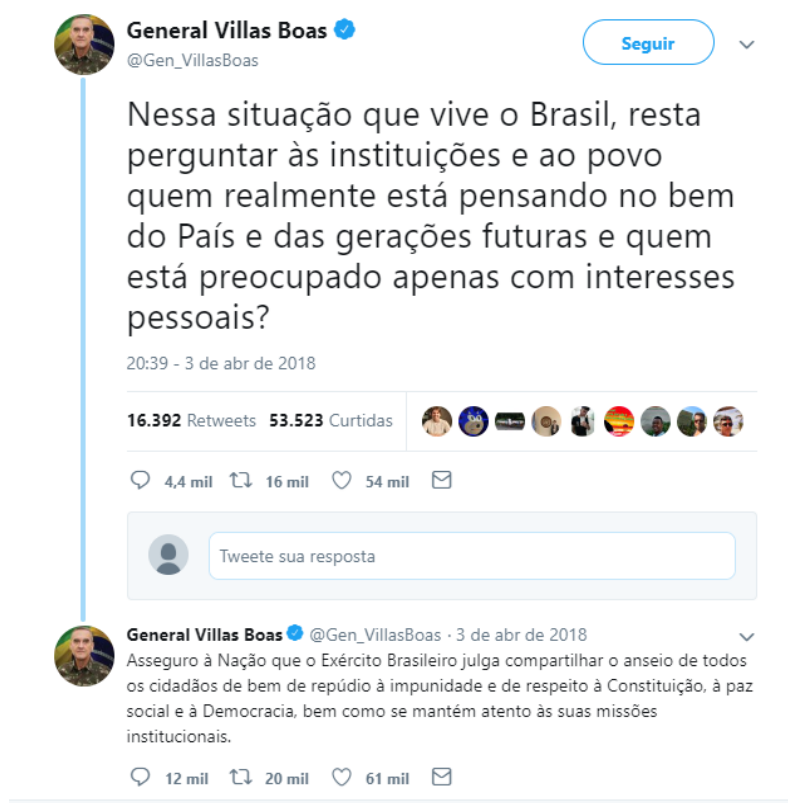 General Villas Boas
@Gen_VillasBoas
Seguir
Nessa situação que vive o Brasil, resta
perguntar às instituições e ao povo
quem realmente está pensando no bem
do País e das gerações futuras e quem
está preocupado apenas com interesses
pessoais?
20:39 - 3 de abr de 2018
16.392 Retweets 53.523 Curtidas
4,4 mil 16 mil 54 mil
Tweete sua resposta
General Villas Boas @Gen_VillasBoas · 3 de abr de 2018
Asseguro à Nação que o Exército Brasileiro julga compartilhar o anseio de todos
os cidadãos de bem de repúdio à impunidade e de respeito à Constituição, à paz
social e à Democracia, bem como se mantém atento às suas missões
institucionais.
12 mil 20 mil 61 mil